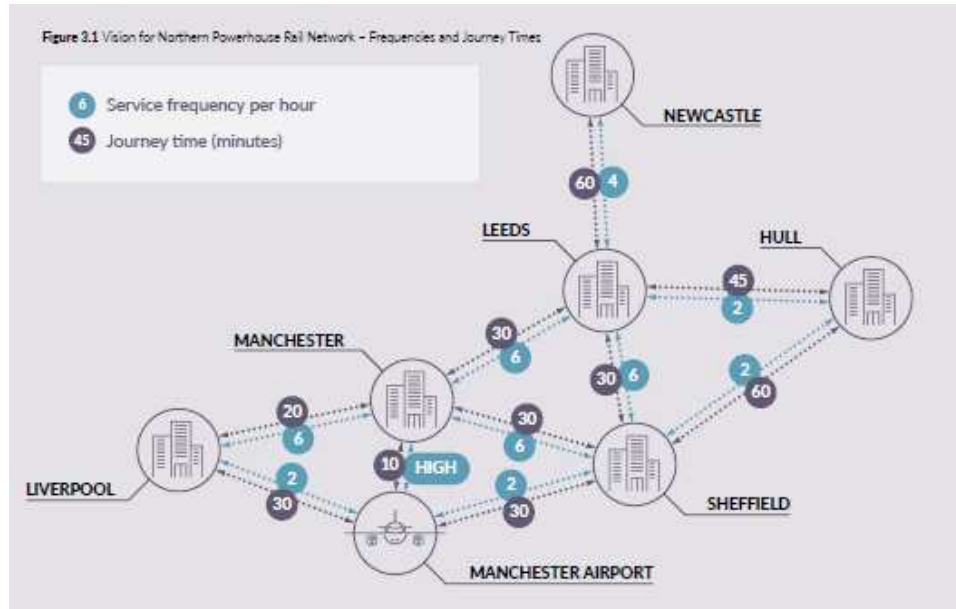 Figure 3.1 Vision for Northern Powerhouse Rail Network – Frequencies and Journey Times
6 Service frequency per hour
45 Journey time (minutes)
NEWCASTLE
60 4
LEEDS
HULL
45
2
MANCHESTER
30
6
30 6
2
60
20
6
30
6
10 HIGH
LIVERPOOL
2
30
2
30
SHEFFIELD
MANCHESTER AIRPORT